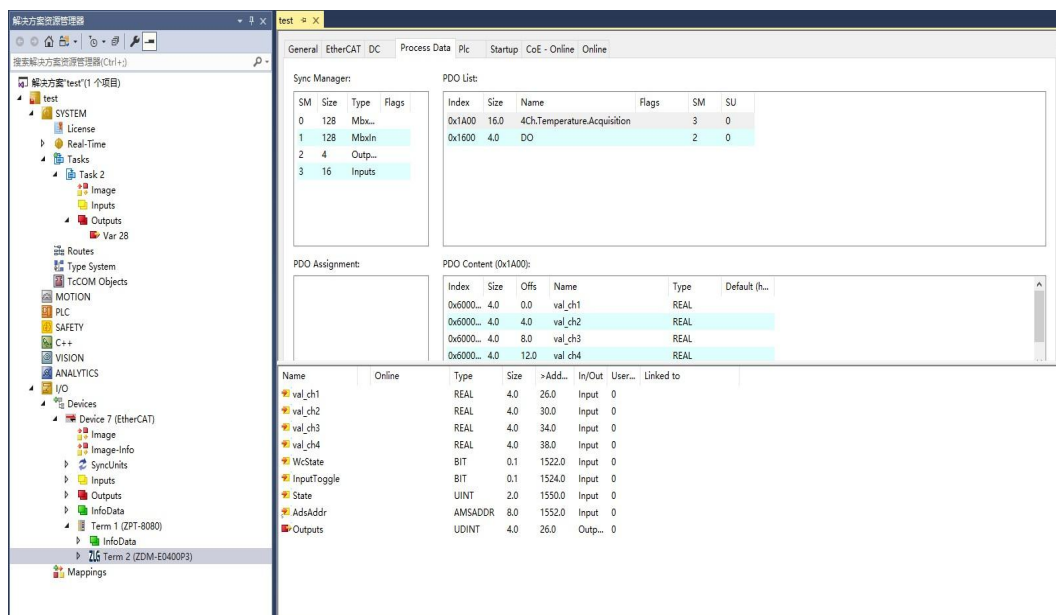 解决方案资源管理器
搜索解决方案资源管理器(Ctrl+;)
解决方案"test"(1 个项目)
test
SYSTEM
License
Real-Time
Tasks
Task 2
Image
Inputs
Outputs
Var 28
Routes
Type System
TcCOM Objects
MOTION
PLC
SAFETY
C++
VISION
ANALYTICS
I/O
Devices
Device 7 (EtherCAT)
Image
Image-Info
SyncUnits
Inputs
Outputs
InfoData
Term 1 (ZPT-8080)
InfoData
ZLG Term 2 (ZDM-E0400P3)
Mappings
test
General EtherCAT DC Process Data Plc Startup CoE - Online Online
Sync Manager:
SM Size Type Flags
0 128 Mbx...
1 128 MbxIn
2 4 Outp...
3 16 Inputs
PDO List:
Index Size Name Flags SM SU
0x1A00 16.0 4Ch.Temperature.Acquisition 3 0
0x1600 4.0 DO 2 0
PDO Assignment:
PDO Content (0x1A00):
Index Size Offs Name Type Default (h...
0x6000... 4.0 0.0 val_ch1 REAL
0x6000... 4.0 4.0 val_ch2 REAL
0x6000... 4.0 8.0 val_ch3 REAL
0x6000... 4.0 12.0 val_ch4 REAL
Name Online Type Size >Add... In/Out User... Linked to
val_ch1 REAL 4.0 26.0 Input 0
val_ch2 REAL 4.0 30.0 Input 0
val_ch3 REAL 4.0 34.0 Input 0
val_ch4 REAL 4.0 38.0 Input 0
WcState BIT 0.1 1522.0 Input 0
InputToggle BIT 0.1 1524.0 Input 0
State UINT 2.0 1550.0 Input 0
AdsAddr AMSADDR 8.0 1552.0 Input 0
Outputs UDINT 4.0 26.0 Outp... 0